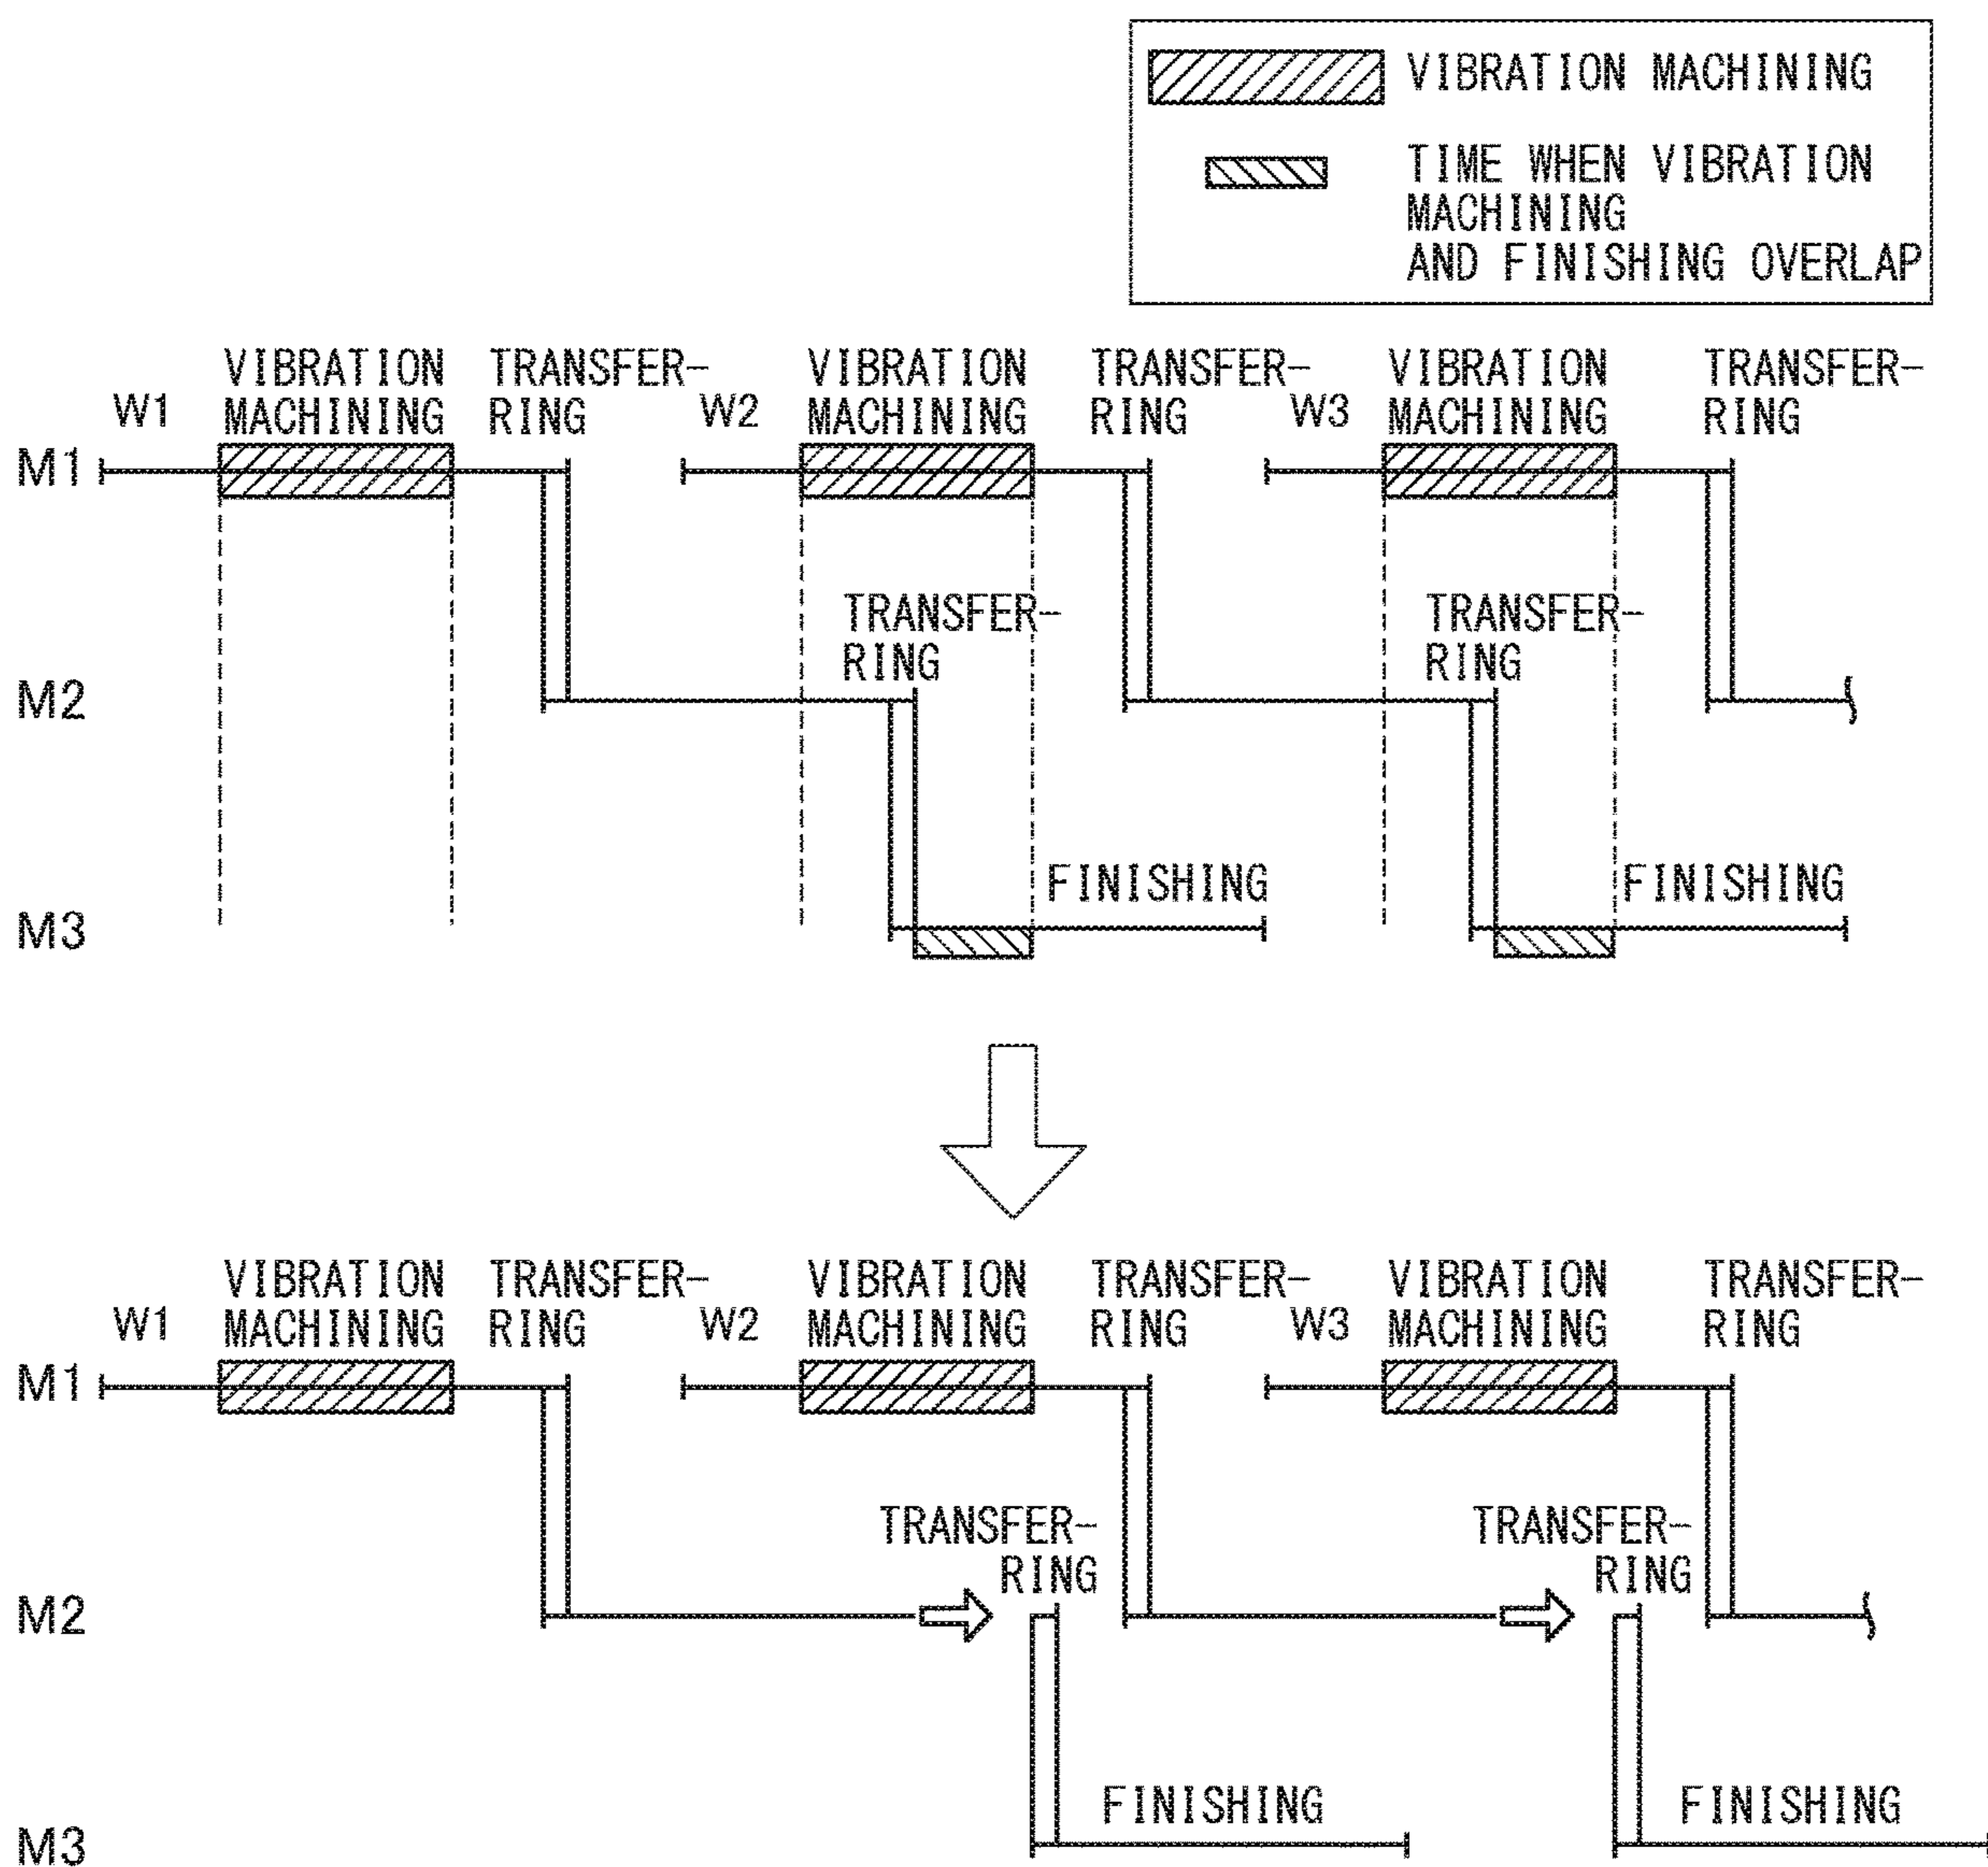 VIBRATION MACHINING
TIME WHEN VIBRATION
MACHINING
AND FINISHING OVERLAP
VIBRATION TRANSFER- VIBRATION TRANSFER- VIBRATION TRANSFER-
W1 MACHINING RING W2 MACHINING RING W3 MACHINING RING
M1
TRANSFER- TRANSFER-
RING RING
M2
FINISHING FINISHING
M3
VIBRATION TRANSFER- VIBRATION TRANSFER- VIBRATION TRANSFER-
W1 MACHINING RING W2 MACHINING RING W3 MACHINING RING
M1
TRANSFER- TRANSFER-
RING RING
M2
FINISHING FINISHING
M3